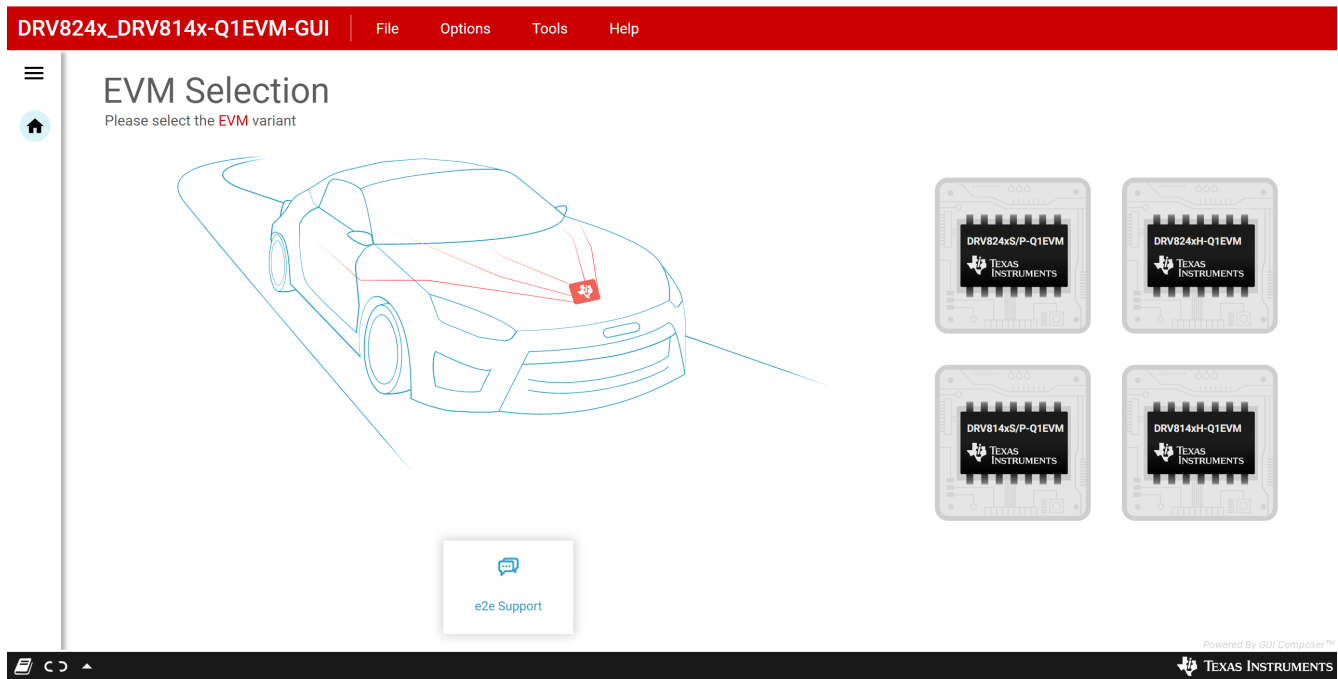 DRV824x_DRV814x-Q1EVM-GUI File Options Tools Help
EVM Selection
Please select the EVM variant
DRV824xS/P-Q1EVM
TEXAS
INSTRUMENTS
DRV824xH-Q1EVM
TEXAS
INSTRUMENTS
DRV814xS/P-Q1EVM
TEXAS
INSTRUMENTS
DRV814xH-Q1EVM
TEXAS
INSTRUMENTS
e2e Support
Powered By GUI Composer™
TEXAS INSTRUMENTS